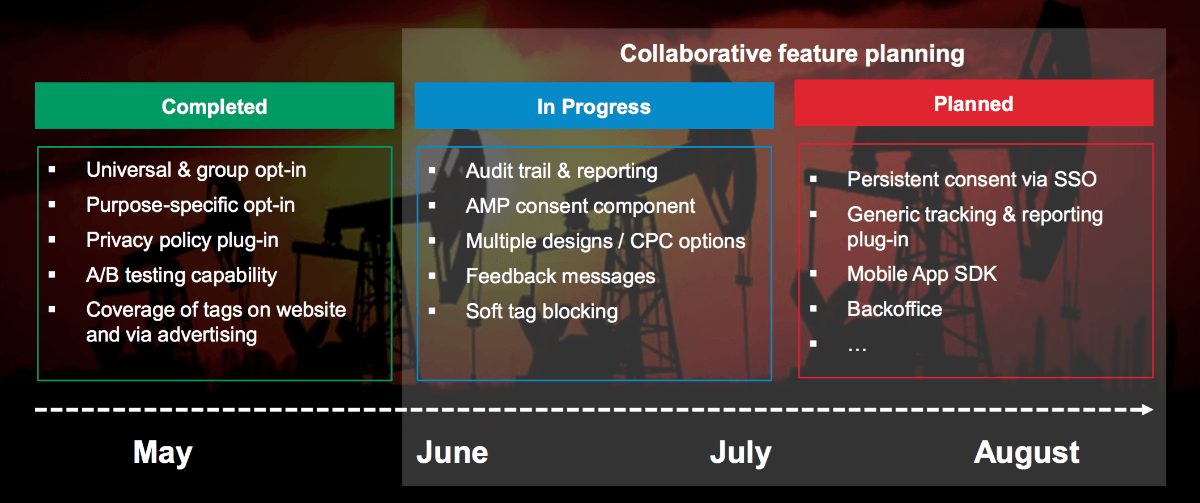 Collaborative feature planning
Completed
▪ Universal & group opt-in
▪ Purpose-specific opt-in
▪ Privacy policy plug-in
▪ A/B testing capability
▪ Coverage of tags on website
and via advertising
In Progress
▪ Audit trail & reporting
▪ AMP consent component
▪ Multiple designs / CPC options
▪ Feedback messages
▪ Soft tag blocking
Planned
▪ Persistent consent via SSO
▪ Generic tracking & reporting
plug-in
▪ Mobile App SDK
▪ Backoffice
▪ …
May
June
July
August